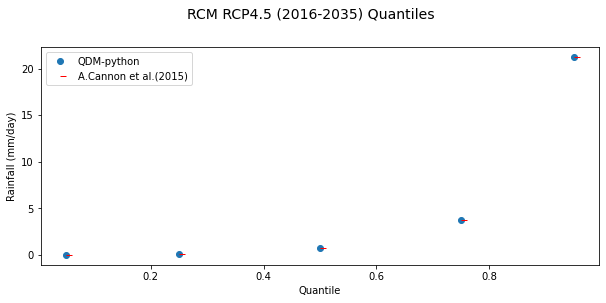 RCM RCP4.5 (2016-2035) Quantiles
QDM-python
A.Cannon et al.(2015)
Rainfall (mm/day)
20
15
10
5
0
0.2 0.4 0.6 0.8
Quantile